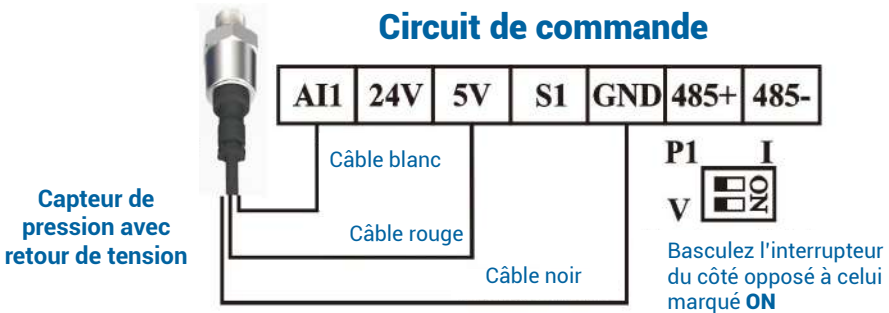 Circuit de commande
AI1 24V 5V S1 GND 485+ 485-
Câble blanc
P1 I
ON
V
Capteur de
pression avec
retour de tension
Câble rouge
Câble noir
Basculez l'interrupteur
du côté opposé à celui
marqué ON